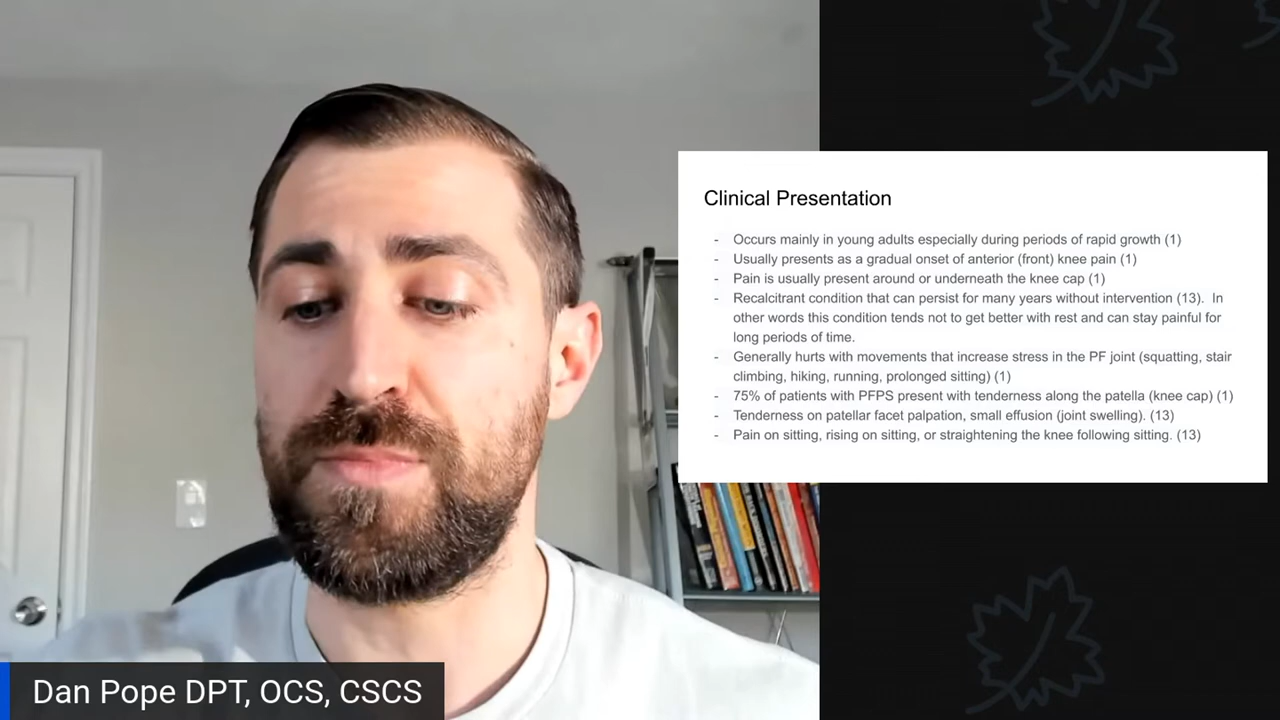 Clinical Presentation
- Occurs mainly in young adults especially during periods of rapid growth (1)
- Usually presents as a gradual onset of anterior (front) knee pain (1)
- Pain is usually present around or underneath the knee cap (1)
- Recalcitrant condition that can persist for many years without intervention (13).  In
other words this condition tends not to get better with rest and can stay painful for
long periods of time.
- Generally hurts with movements that increase stress in the PF joint (squatting, stair
climbing, hiking, running, prolonged sitting) (1)
- 75% of patients with PFPS present with tenderness along the patella (knee cap) (1)
- Tenderness on patellar facet palpation, small effusion (joint swelling). (13)
- Pain on sitting, rising on sitting, or straightening the knee following sitting. (13)
Dan Pope DPT, OCS, CSCS